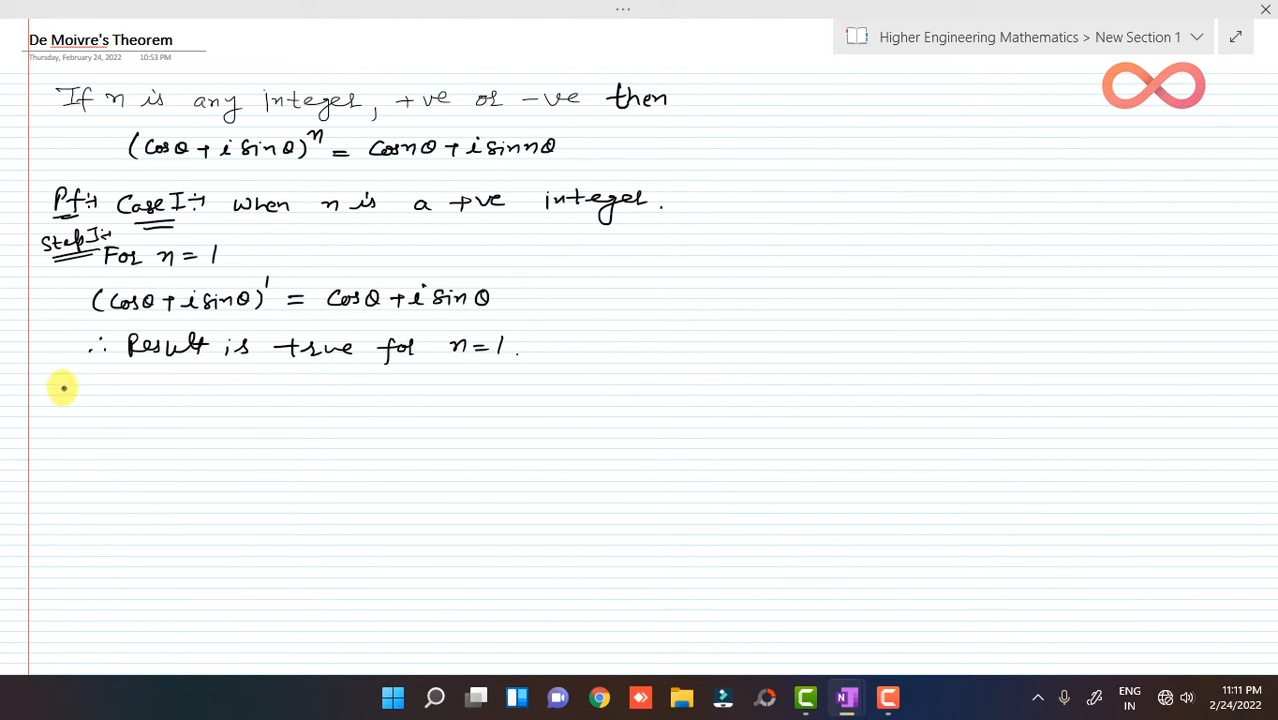 ...
De Moivre's Theorem
Thursday, February 24, 2022 10:53 PM
Higher Engineering Mathematics > New Section 1
If n is any integer, +ve or -ve then
(cosθ + i sinθ)^n = cosnθ + i sinnθ
Pf:- Case I:- when n is a +ve integer.
Step I:-
For n = 1
(cosθ + i sinθ)^1 = cosθ + i sinθ
∴ Result is true for n=1.
ENG
IN
11:11 PM
2/24/2022